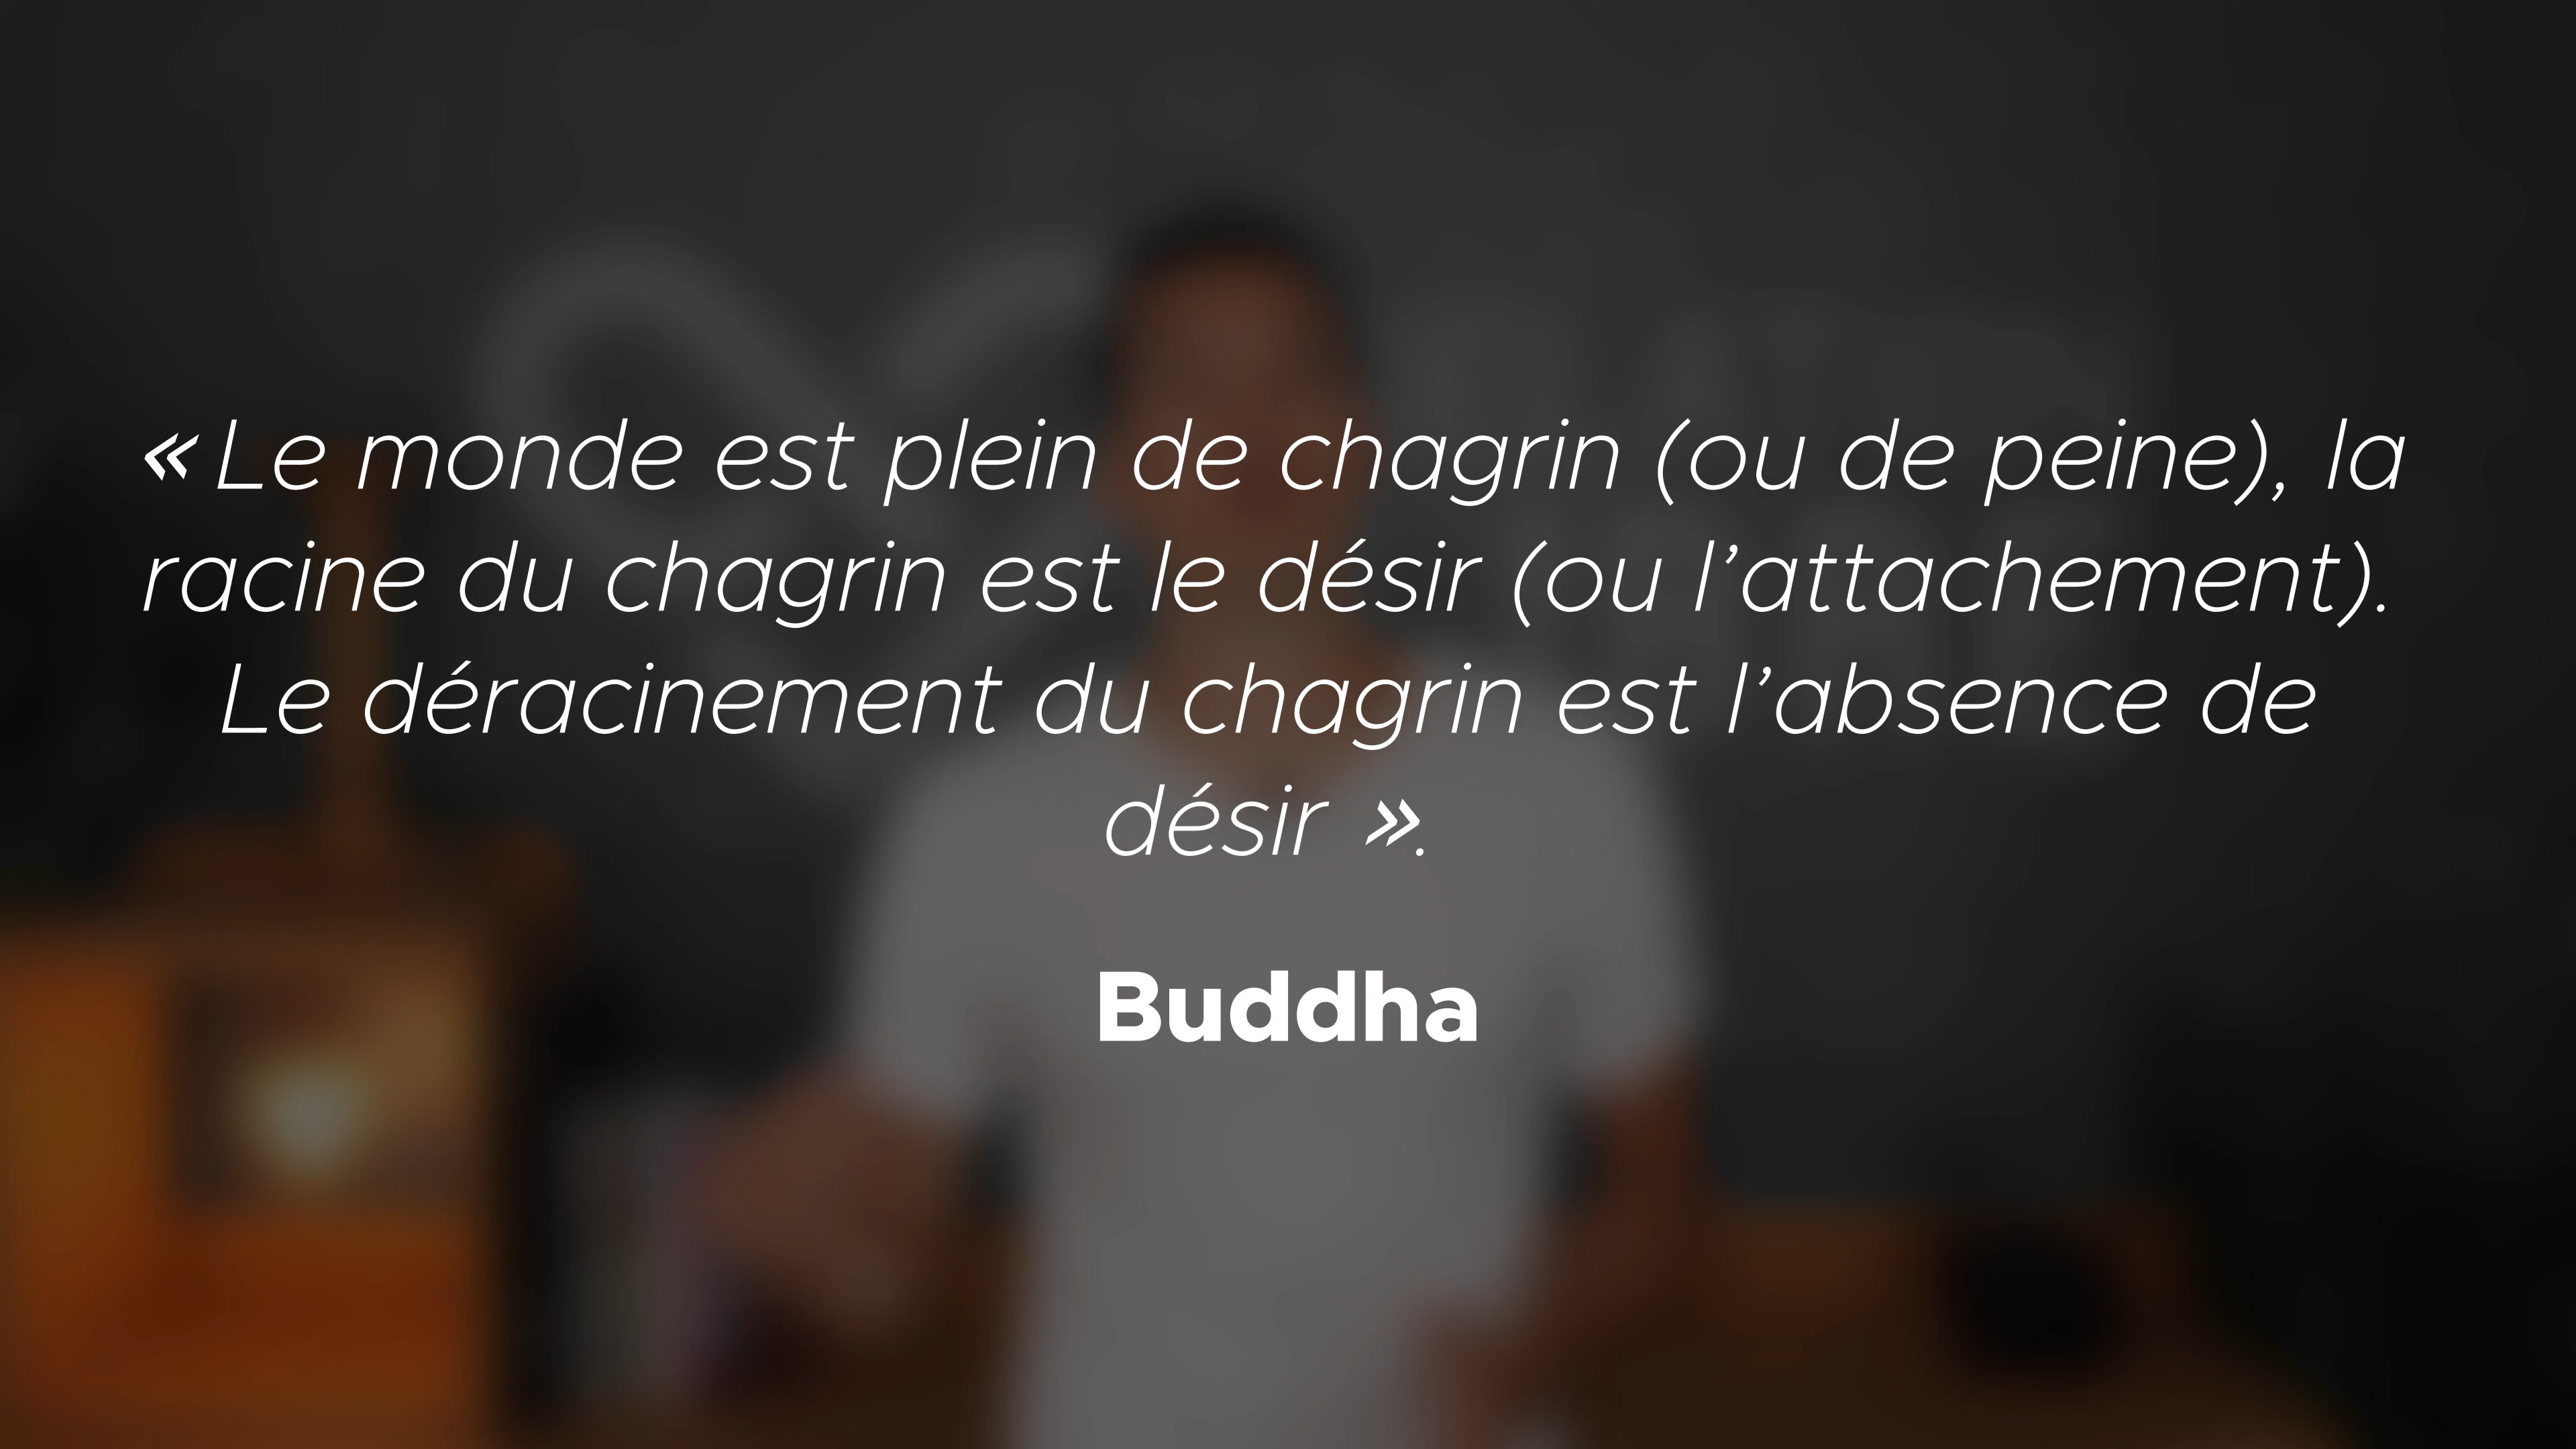 « Le monde est plein de chagrin (ou de peine), la
racine du chagrin est le désir (ou l’attachement).
Le déracinement du chagrin est l’absence de
désir ».
Buddha